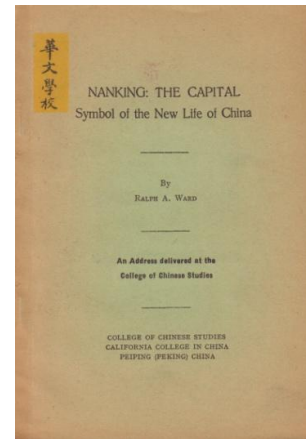 華文學校
NANKING: THE CAPITAL
Symbol of the New Life of China
By
RALPH A. WARD
An Address delivered at the
College of Chinese Studies
COLLEGE OF CHINESE STUDIES
CALIFORNIA COLLEGE IN CHINA
PEIPING (PEKING) CHINA